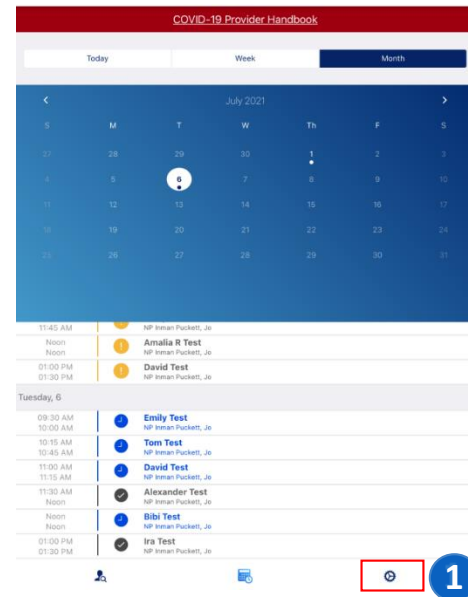 COVID-19 Provider Handbook
Today Week Month
July 2021
S M T W Th F S
27 28 29 30 1 2 3
4 5 6 7 8 9 10
11 12 13 14 15 16 17
18 19 20 21 22 23 24
25 26 27 28 29 30 31
11:45 AM NP Inman Puckett, Jo
Noon Amalia R Test
Noon NP Inman Puckett, Jo
01:00 PM David Test
01:30 PM NP Inman Puckett, Jo
Tuesday, 6
09:30 AM Emily Test
10:00 AM NP Inman Puckett, Jo
10:15 AM Tom Test
10:45 AM NP Inman Puckett, Jo
11:00 AM David Test
11:15 AM NP Inman Puckett, Jo
11:30 AM Alexander Test
Noon NP Inman Puckett, Jo
Noon Bibi Test
Noon NP Inman Puckett, Jo
01:00 PM Ira Test
01:30 PM NP Inman Puckett, Jo
1